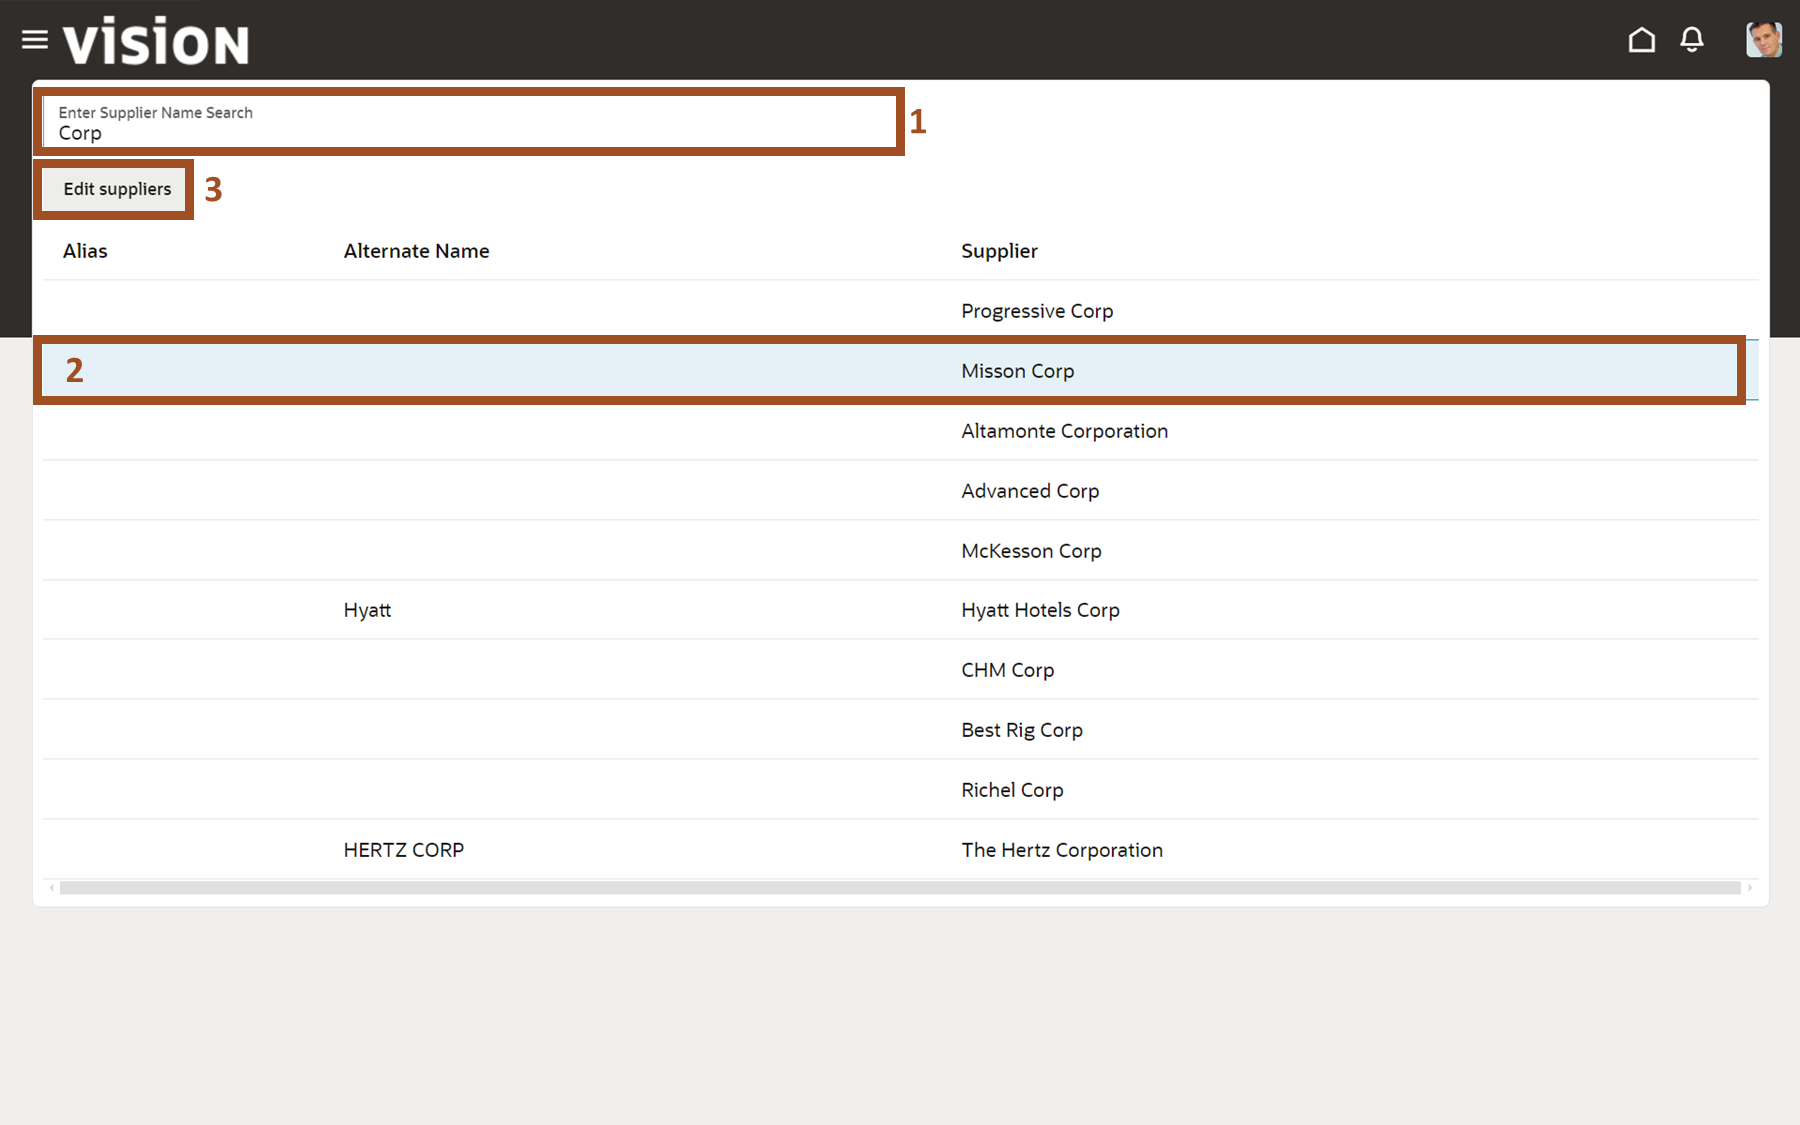 VISION
Enter Supplier Name Search
Corp
1
Edit suppliers
3
Alias Alternate Name Supplier
Progressive Corp
2 Misson Corp
Altamonte Corporation
Advanced Corp
McKesson Corp
Hyatt Hyatt Hotels Corp
CHM Corp
Best Rig Corp
Richel Corp
HERTZ CORP The Hertz Corporation